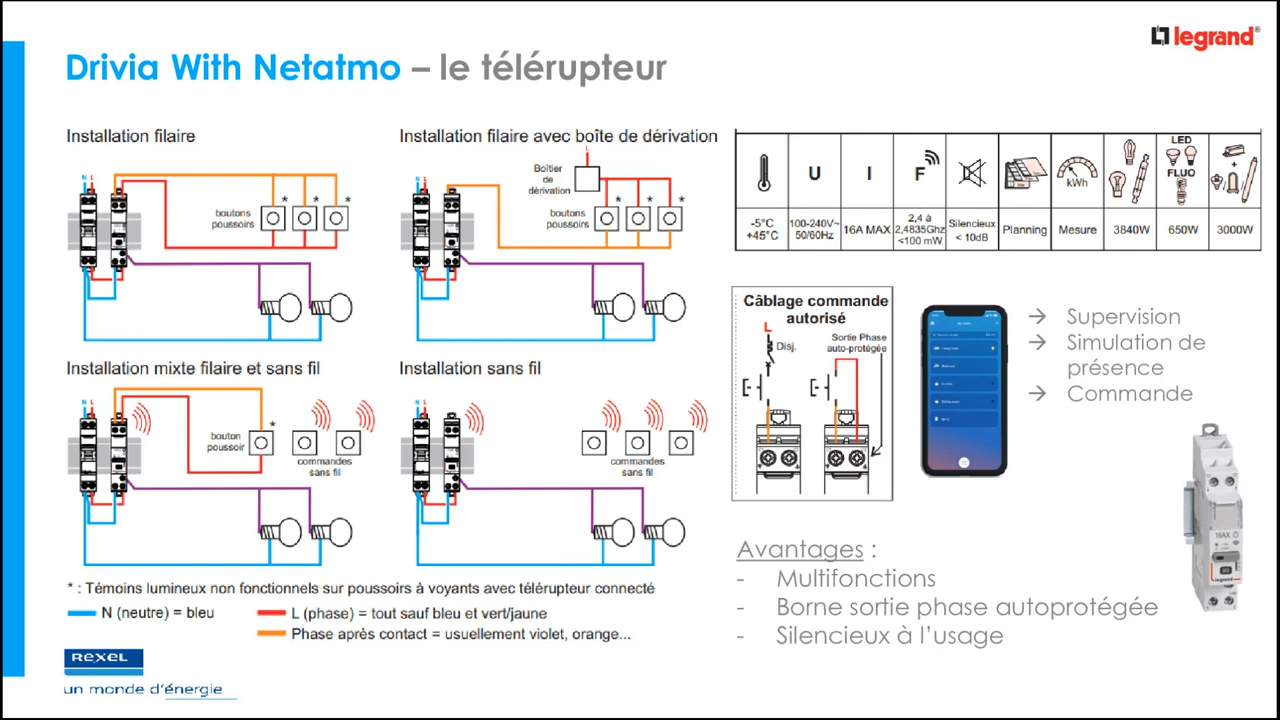 legrand®
Drivia With Netatmo – le télérupteur
Installation filaire
N L
boutons
poussoirs
* * *
Installation filaire avec boîte de dérivation
L
Boîtier
de
dérivation
N L
boutons
poussoirs
* * *
Installation mixte filaire et sans fil
N L
bouton
poussoir
*
commandes
sans fil
Installation sans fil
N L
commandes
sans fil
* : Témoins lumineux non fonctionnels sur poussoirs à voyants avec télérupteur connecté
N (neutre) = bleu
L (phase) = tout sauf bleu et vert/jaune
Phase après contact = usuellement violet, orange...
REXEL
un monde d'énergie
U I F kWh LED
FLUO
-5°C
+45°C
100-240V~
50/60Hz
16A MAX
2,4 à
2,4835Ghz
<100 mW
Silencieux
< 10dB
Planning
Mesure
3840W
650W
3000W
Câblage commande
autorisé
L
Disj.
Sortie Phase
auto-protégée
→ Supervision
→ Simulation de
présence
→ Commande
Avantages :
- Multifonctions
- Borne sortie phase autoprotégée
- Silencieux à l'usage
16AX
legrand